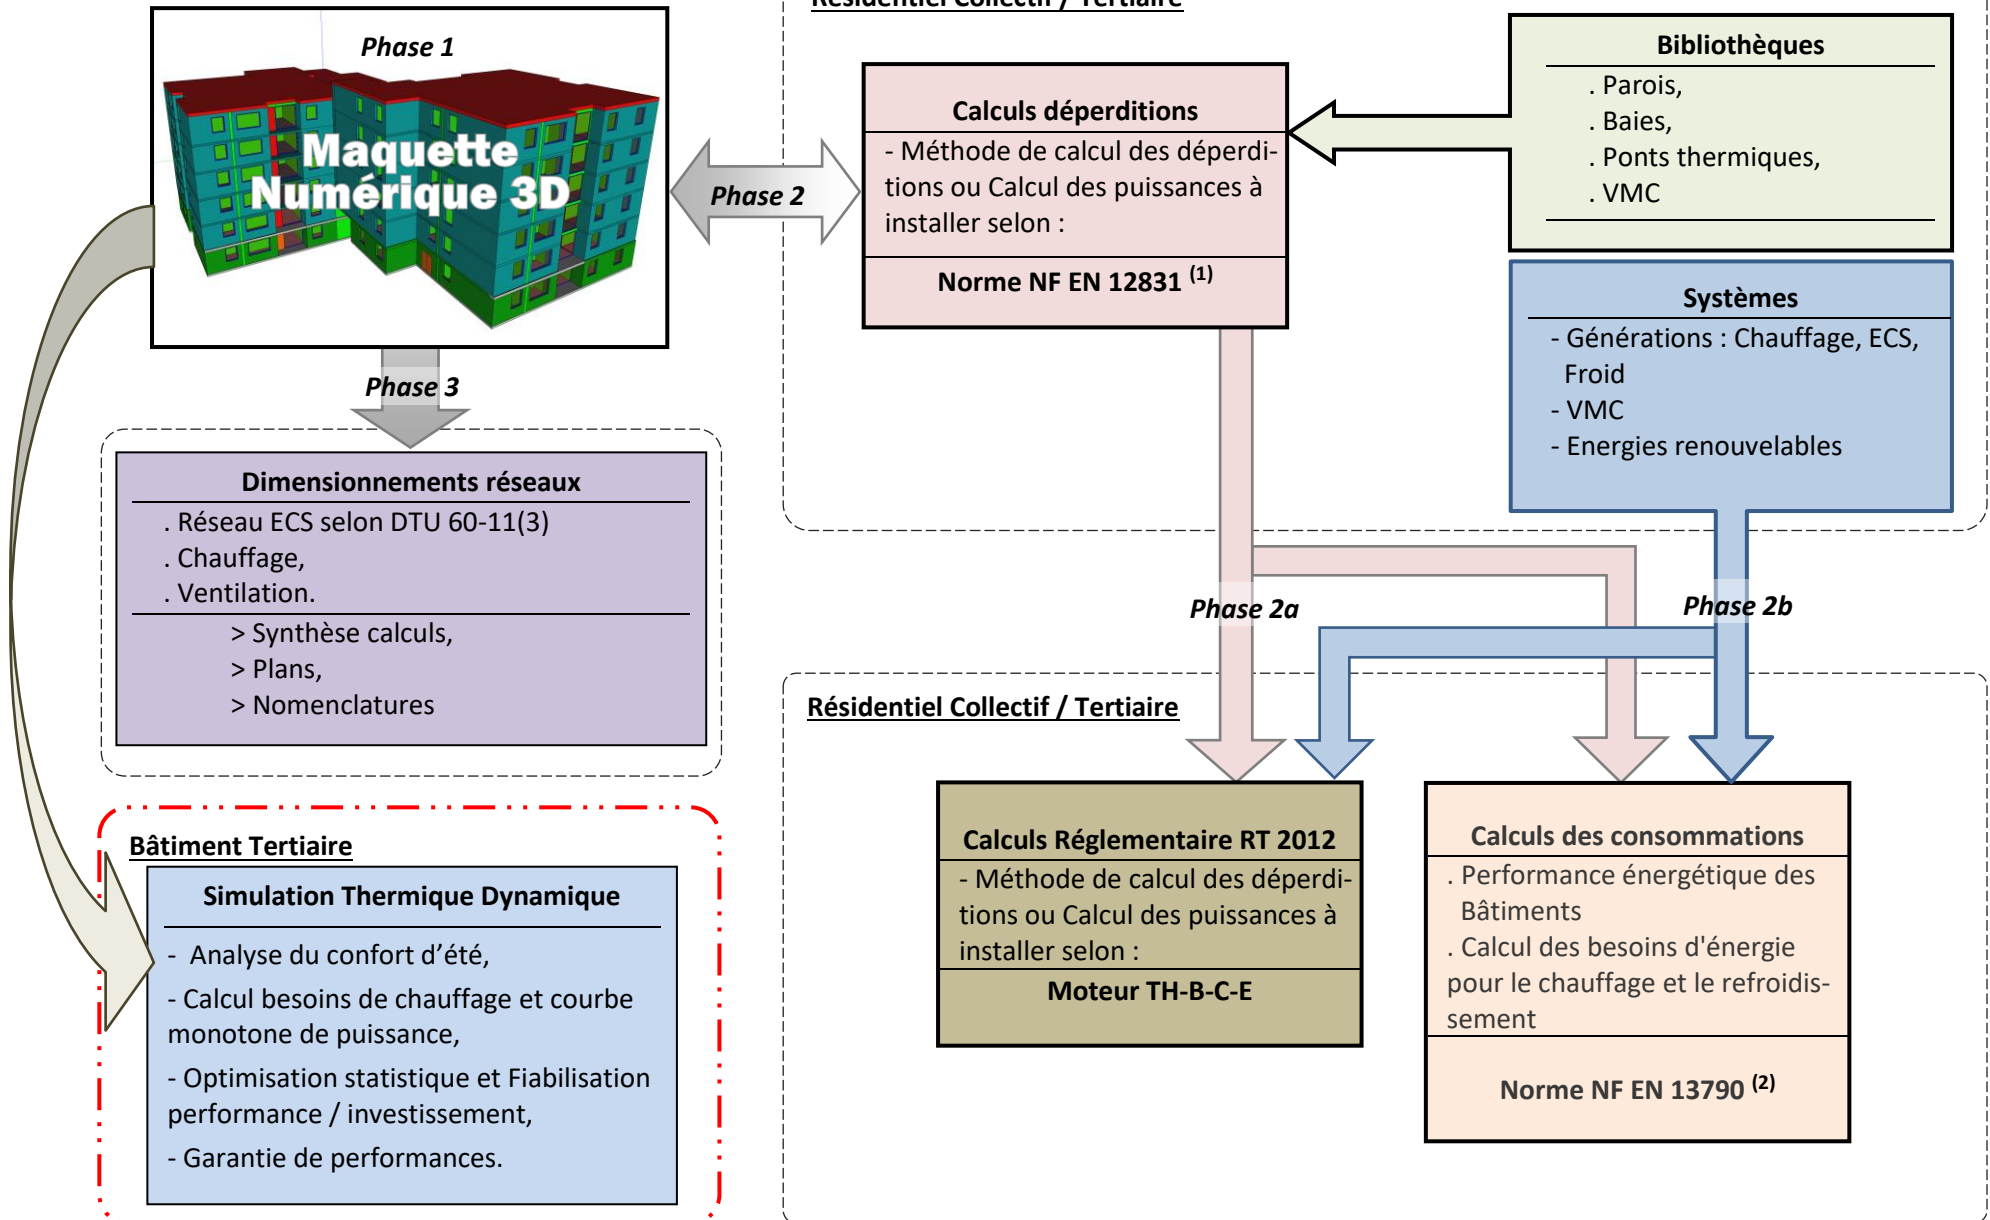 Phase 1
Maquette
Numérique 3D
Phase 2
Résidentiel Collectif / Tertiaire
Calculs déperditions
- Méthode de calcul des déperdi-
tions ou Calcul des puissances à
installer selon :
Norme NF EN 12831 (1)
Bibliothèques
. Parois,
. Baies,
. Ponts thermiques,
. VMC
Systèmes
- Générations : Chauffage, ECS,
Froid
- VMC
- Energies renouvelables
Phase 3
Dimensionnements réseaux
. Réseau ECS selon DTU 60-11(3)
. Chauffage,
. Ventilation.
> Synthèse calculs,
> Plans,
> Nomenclatures
Phase 2a
Phase 2b
Résidentiel Collectif / Tertiaire
Calculs Réglementaire RT 2012
- Méthode de calcul des déperdi-
tions ou Calcul des puissances à
installer selon :
Moteur TH-B-C-E
Calculs des consommations
. Performance énergétique des
Bâtiments
. Calcul des besoins d'énergie
pour le chauffage et le refroidis-
sement
Norme NF EN 13790 (2)
Bâtiment Tertiaire
Simulation Thermique Dynamique
- Analyse du confort d’été,
- Calcul besoins de chauffage et courbe
monotone de puissance,
- Optimisation statistique et Fiabilisation
performance / investissement,
- Garantie de performances.